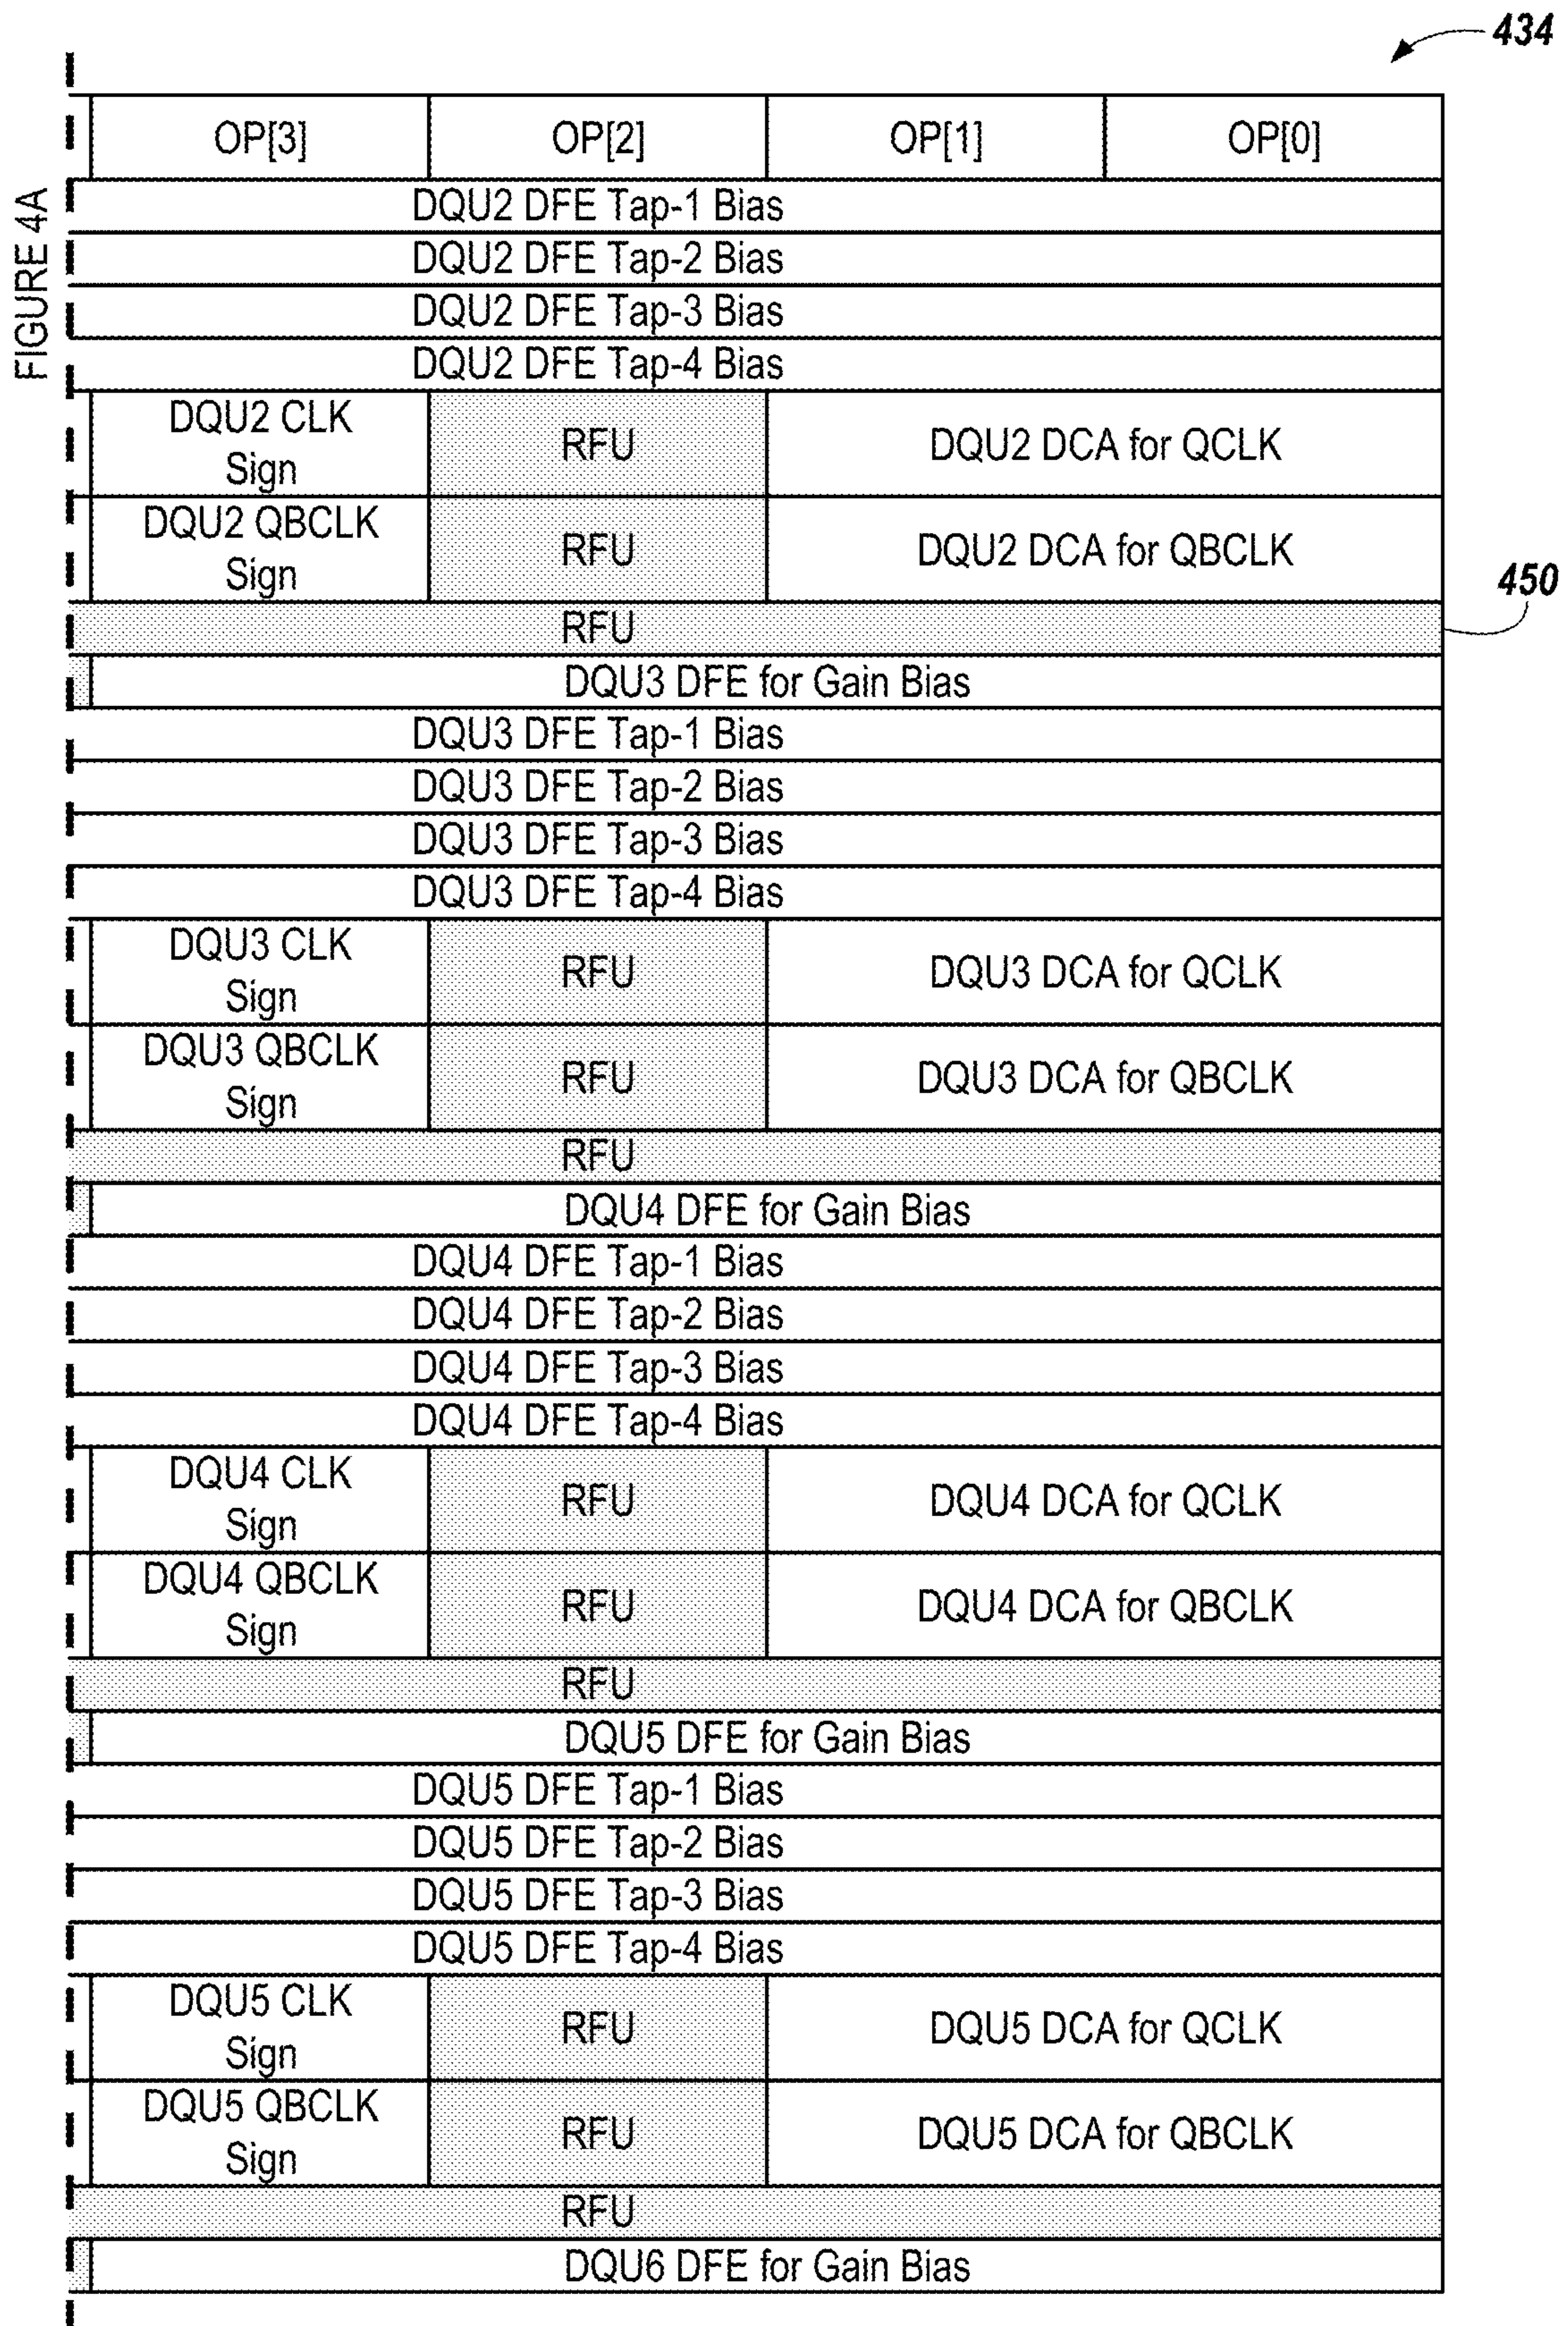 434
FIGURE 4A
OP[3] OP[2] OP[1] OP[0]
DQU2 DFE Tap-1 Bias
DQU2 DFE Tap-2 Bias
DQU2 DFE Tap-3 Bias
DQU2 DFE Tap-4 Bias
DQU2 CLK
Sign
RFU
DQU2 DCA for QCLK
DQU2 QBCLK
Sign
RFU
DQU2 DCA for QBCLK
450
RFU
DQU3 DFE for Gain Bias
DQU3 DFE Tap-1 Bias
DQU3 DFE Tap-2 Bias
DQU3 DFE Tap-3 Bias
DQU3 DFE Tap-4 Bias
DQU3 CLK
Sign
RFU
DQU3 DCA for QCLK
DQU3 QBCLK
Sign
RFU
DQU3 DCA for QBCLK
RFU
DQU4 DFE for Gain Bias
DQU4 DFE Tap-1 Bias
DQU4 DFE Tap-2 Bias
DQU4 DFE Tap-3 Bias
DQU4 DFE Tap-4 Bias
DQU4 CLK
Sign
RFU
DQU4 DCA for QCLK
DQU4 QBCLK
Sign
RFU
DQU4 DCA for QBCLK
RFU
DQU5 DFE for Gain Bias
DQU5 DFE Tap-1 Bias
DQU5 DFE Tap-2 Bias
DQU5 DFE Tap-3 Bias
DQU5 DFE Tap-4 Bias
DQU5 CLK
Sign
RFU
DQU5 DCA for QCLK
DQU5 QBCLK
Sign
RFU
DQU5 DCA for QBCLK
RFU
DQU6 DFE for Gain Bias